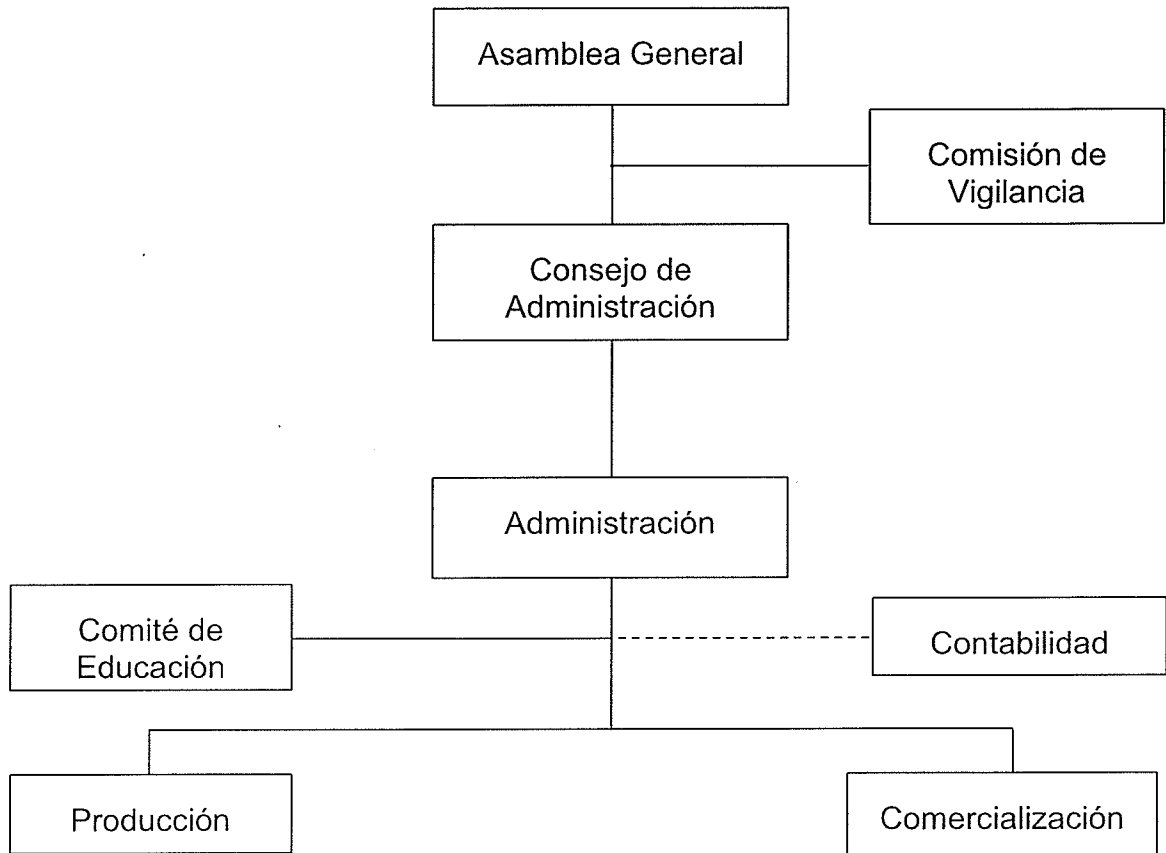 Asamblea General
Comisión de
Vigilancia
Consejo de
Administración
Administración
Comité de
Educación
Contabilidad
Producción
Comercialización